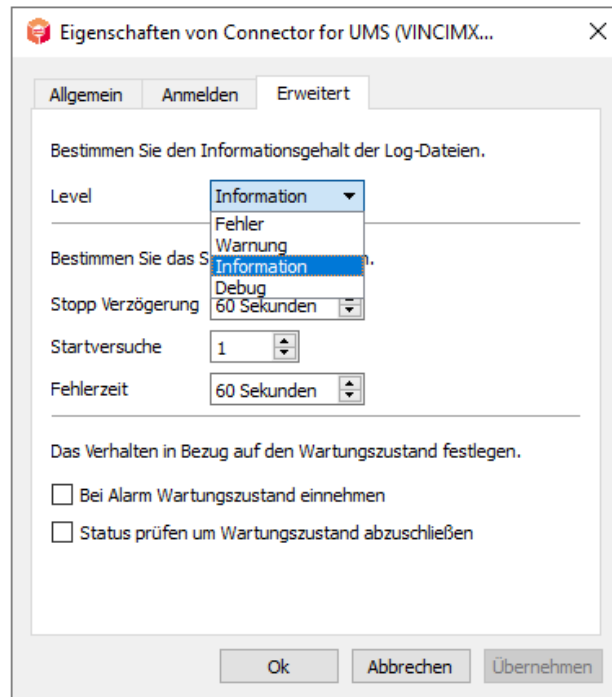 Eigenschaften von Connector for UMS (VINCIMX...
Allgemein Anmelden Erweitert
Bestimmen Sie den Informationsgehalt der Log-Dateien.
Level Information
Fehler
Warnung
Bestimmen Sie das S
Information
Debug
Stopp Verzögerung 60 Sekunden
Startversuche 1
Fehlerzeit 60 Sekunden
Das Verhalten in Bezug auf den Wartungszustand festlegen.
Bei Alarm Wartungszustand einnehmen
Status prüfen um Wartungszustand abzuschließen
Ok Abbrechen Übernehmen